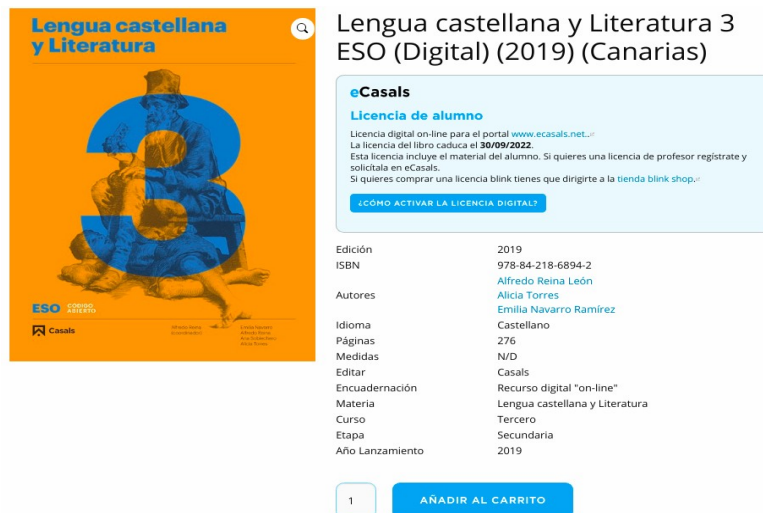 Lengua castellana
y Literatura
3
ESO CÓDIGO
ABIERTO
Casals
Lengua castellana y Literatura 3
ESO (Digital) (2019) (Canarias)
eCasals
Licencia de alumno
Licencia digital on-line para el portal www.ecasals.net..
La licencia del libro caduca el 30/09/2022.
Esta licencia incluye el material del alumno. Si quieres una licencia de profesor regístrate y
solicítala en eCasals.
Si quieres comprar una licencia blink tienes que dirigirte a la tienda blink shop.
¿CÓMO ACTIVAR LA LICENCIA DIGITAL?
Edición 2019
ISBN 978-84-218-6894-2
Alfredo Reina León
Autores Alicia Torres
Emilia Navarro Ramírez
Idioma Castellano
Páginas 276
Medidas N/D
Editar Casals
Encuadernación Recurso digital "on-line"
Materia Lengua castellana y Literatura
Curso Tercero
Etapa Secundaria
Año Lanzamiento 2019
1 AÑADIR AL CARRITO